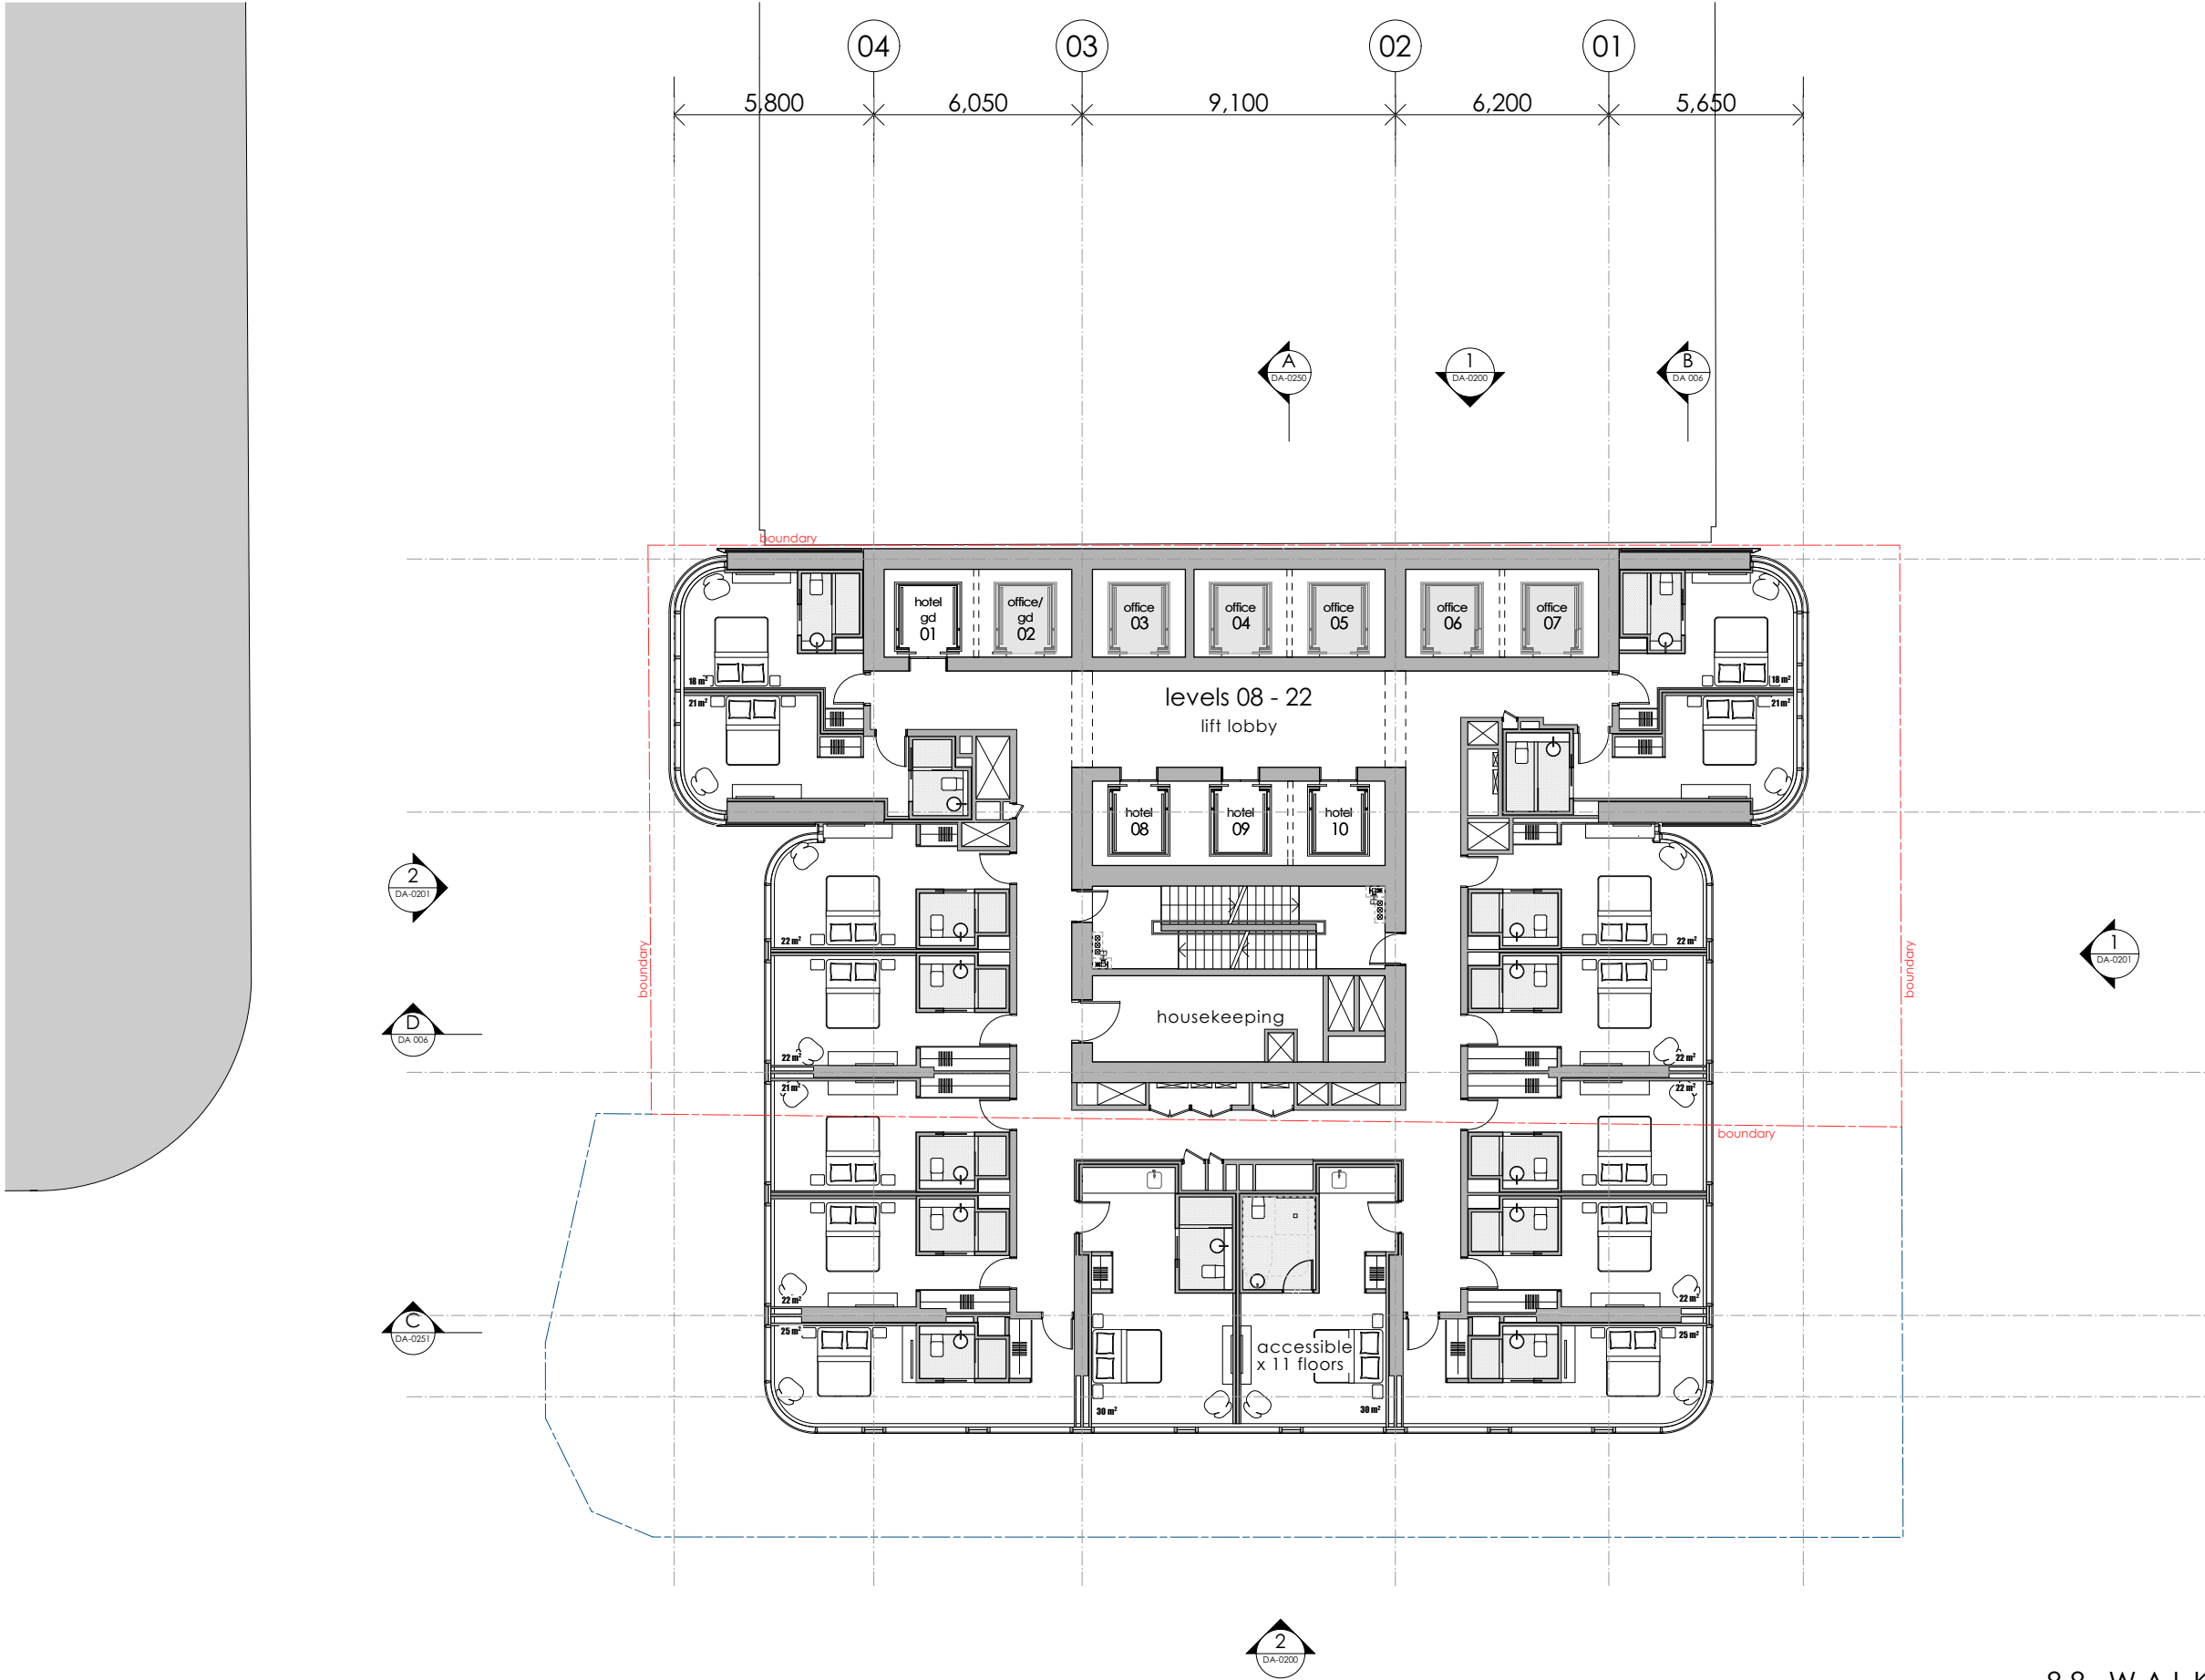 04
03
02
01
5,800
6,050
9,100
6,200
5,650
A
DA-0250
1
DA-0200
B
DA 006
boundary
hotel
gd
01
office/
gd
02
office
03
office
04
office
05
office
06
office
07
18 m²
21 m²
levels 08 - 22
lift lobby
18 m²
21 m²
hotel
08
hotel
09
hotel
10
2
DA-0201
1
DA-0201
22 m²
22 m²
boundary
boundary
D
DA 006
housekeeping
22 m²
22 m²
21 m²
22 m²
boundary
22 m²
22 m²
C
DA-0251
25 m²
25 m²
accessible
x 11 floors
30 m²
30 m²
2
DA-0200